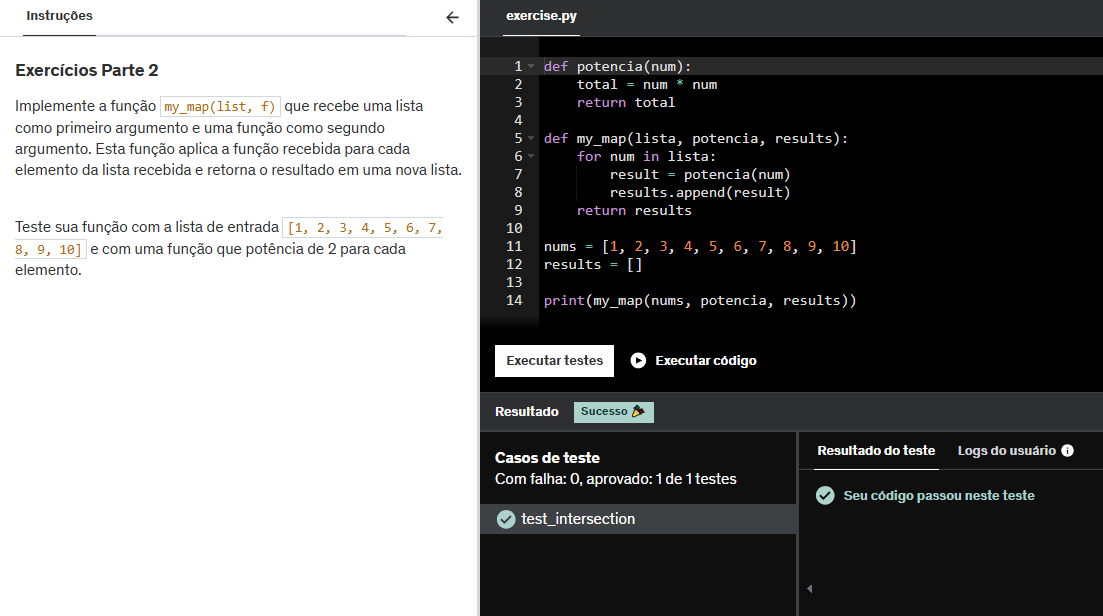 Instruções
Exercícios Parte 2
Implemente a função my_map(list, f) que recebe uma lista
como primeiro argumento e uma função como segundo
argumento. Esta função aplica a função recebida para cada
elemento da lista recebida e retorna o resultado em uma nova lista.
Teste sua função com a lista de entrada [1, 2, 3, 4, 5, 6, 7,
8, 9, 10] e com uma função que potência de 2 para cada
elemento.
exercise.py
1 def potencia(num):
2     total = num * num
3     return total
4
5 def my_map(lista, potencia, results):
6     for num in lista:
7         result = potencia(num)
8         results.append(result)
9     return results
10
11 nums = [1, 2, 3, 4, 5, 6, 7, 8, 9, 10]
12 results = []
13
14 print(my_map(nums, potencia, results))
Executar testes Executar código
Resultado Sucesso
Casos de teste
Com falha: 0, aprovado: 1 de 1 testes
test_intersection
Resultado do teste Logs do usuário
Seu código passou neste teste